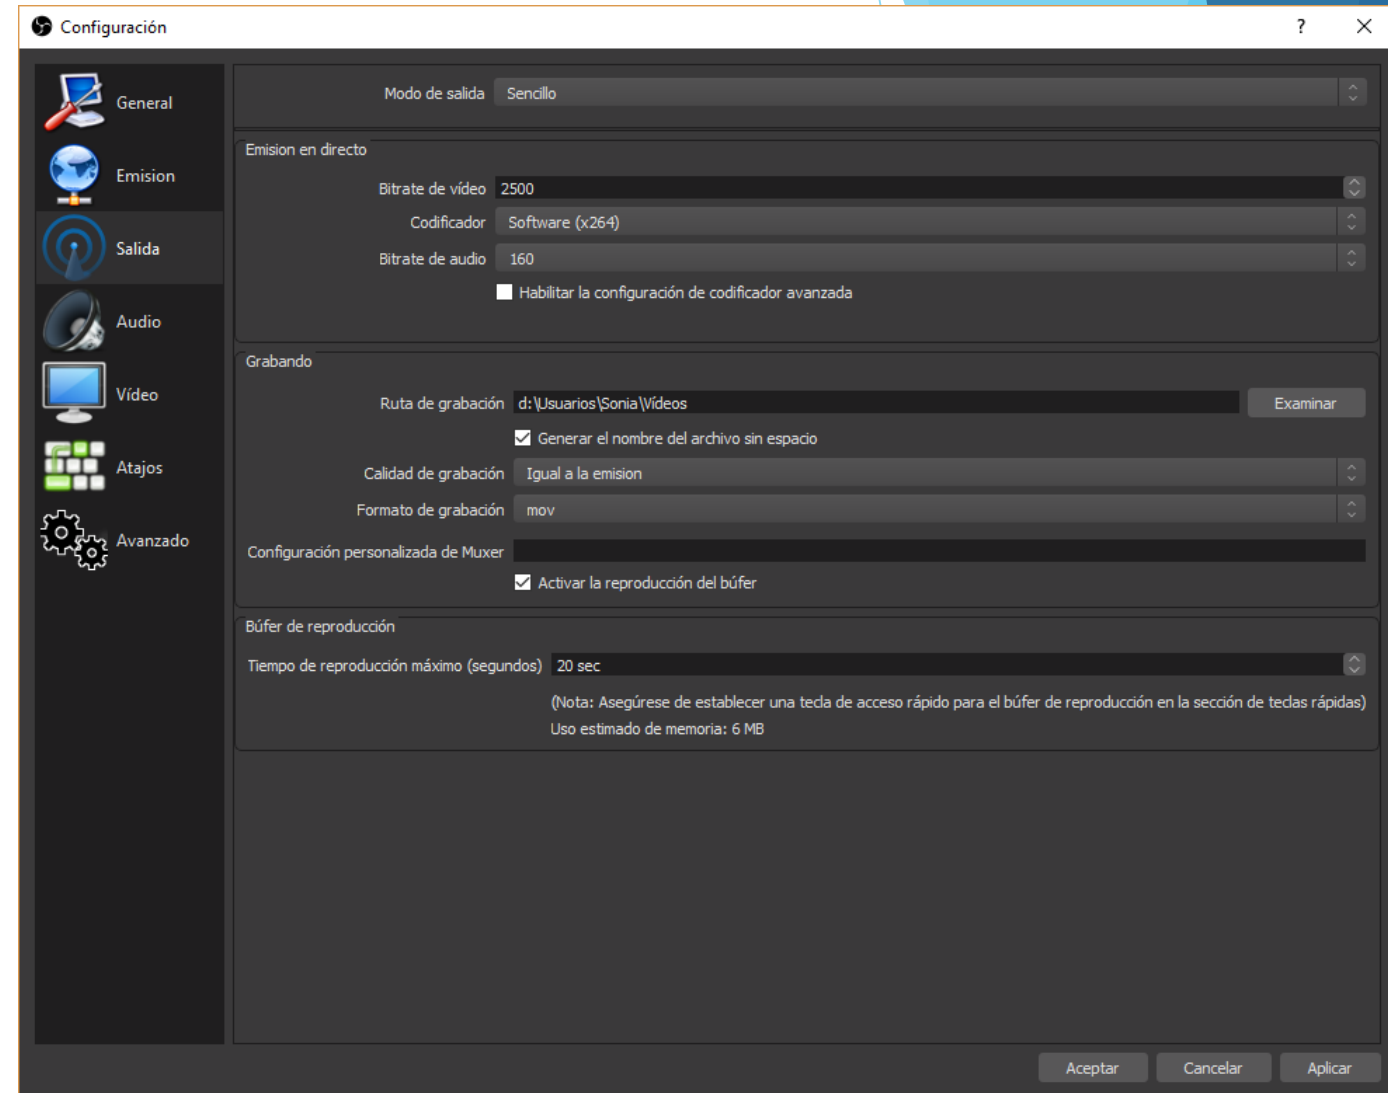 Configuración
?
General
Emision
Salida
Audio
Vídeo
Atajos
Avanzado
Modo de salida Sencillo
Emision en directo
Bitrate de vídeo 2500
Codificador Software (x264)
Bitrate de audio 160
Habilitar la configuración de codificador avanzada
Grabando
Ruta de grabación d:\Usuarios\Sonia\Vídeos Examinar
Generar el nombre del archivo sin espacio
Calidad de grabación Igual a la emision
Formato de grabación mov
Configuración personalizada de Muxer
Activar la reproducción del búfer
Búfer de reproducción
Tiempo de reproducción máximo (segundos) 20 sec
(Nota: Asegúrese de establecer una tecla de acceso rápido para el búfer de reproducción en la sección de teclas rápidas)
Uso estimado de memoria: 6 MB
Aceptar Cancelar Aplicar